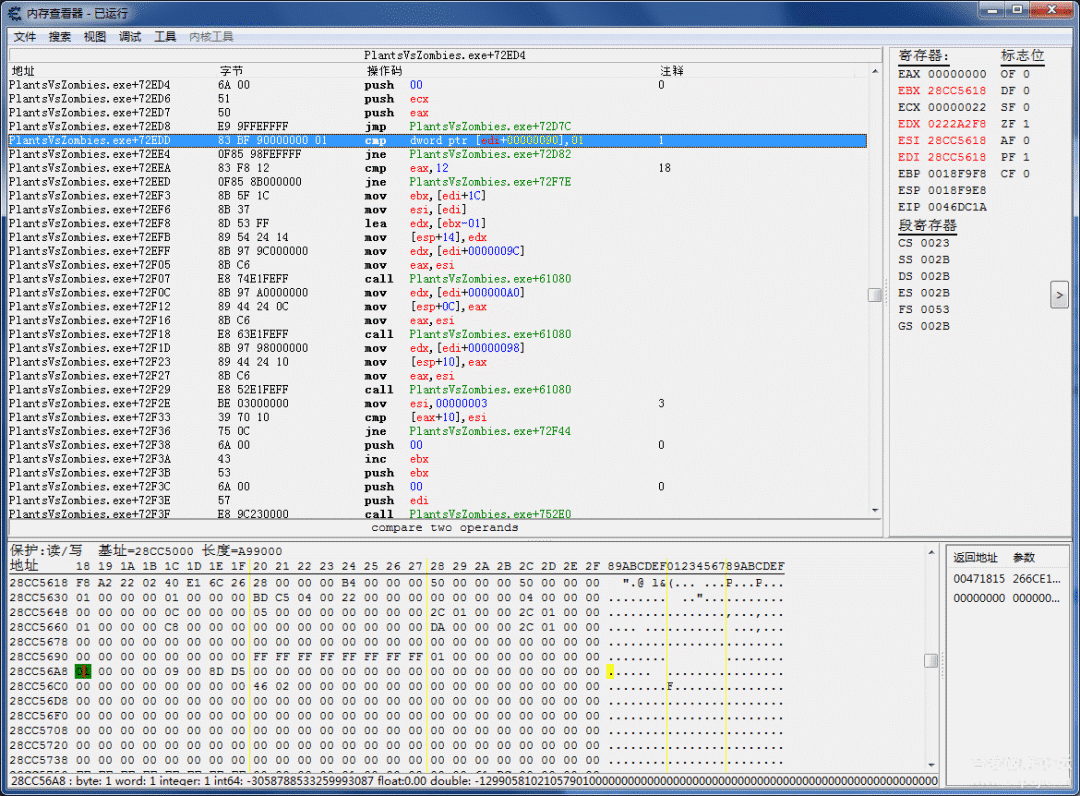 内存查看器 - 已运行
文件 搜索 视图 调试 工具 内核工具
PlantsVsZombies.exe+72ED4
地址 字节 操作码 注释
PlantsVsZombies.exe+72ED4 6A 00 push 00 0
PlantsVsZombies.exe+72ED6 51 push ecx
PlantsVsZombies.exe+72ED7 50 push eax
PlantsVsZombies.exe+72ED8 E9 9FFEFFFF jmp PlantsVsZombies.exe+72D7C
PlantsVsZombies.exe+72EDD 83 BF 90000000 01 cmp dword ptr [edi+00000090],01 1
PlantsVsZombies.exe+72EE4 0F85 98FEFFFF jne PlantsVsZombies.exe+72D82
PlantsVsZombies.exe+72EEA 83 F8 12 cmp eax,12 18
PlantsVsZombies.exe+72EED 0F85 8B000000 jne PlantsVsZombies.exe+72F7E
PlantsVsZombies.exe+72EF3 8B 5F 1C mov ebx,[edi+1C]
PlantsVsZombies.exe+72EF6 8B 37 mov esi,[edi]
PlantsVsZombies.exe+72EF8 8D 53 FF lea edx,[ebx-01]
PlantsVsZombies.exe+72EFB 89 54 24 14 mov [esp+14],edx
PlantsVsZombies.exe+72EFF 8B 97 9C000000 mov edx,[edi+0000009C]
PlantsVsZombies.exe+72F05 8B C6 mov eax,esi
PlantsVsZombies.exe+72F07 E8 74E1FEFF call PlantsVsZombies.exe+61080
PlantsVsZombies.exe+72F0C 8B 97 A0000000 mov edx,[edi+000000A0]
PlantsVsZombies.exe+72F12 89 44 24 0C mov [esp+0C],eax
PlantsVsZombies.exe+72F16 8B C6 mov eax,esi
PlantsVsZombies.exe+72F18 E8 63E1FEFF call PlantsVsZombies.exe+61080
PlantsVsZombies.exe+72F1D 8B 97 98000000 mov edx,[edi+00000098]
PlantsVsZombies.exe+72F23 89 44 24 10 mov [esp+10],eax
PlantsVsZombies.exe+72F27 8B C6 mov eax,esi
PlantsVsZombies.exe+72F29 E8 52E1FEFF call PlantsVsZombies.exe+61080
PlantsVsZombies.exe+72F2E BE 03000000 mov esi,00000003 3
PlantsVsZombies.exe+72F33 39 70 10 cmp [eax+10],esi
PlantsVsZombies.exe+72F36 75 0C jne PlantsVsZombies.exe+72F44
PlantsVsZombies.exe+72F38 6A 00 push 00 0
PlantsVsZombies.exe+72F3A 43 inc ebx
PlantsVsZombies.exe+72F3B 53 push ebx
PlantsVsZombies.exe+72F3C 6A 00 push 00 0
PlantsVsZombies.exe+72F3E 57 push edi
PlantsVsZombies.exe+72F3F E8 9C230000 call PlantsVsZombies.exe+752E0
compare two operands
寄存器: 标志位
EAX 00000000 OF 0
EBX 28CC5618 DF 0
ECX 00000022 SF 0
EDX 0222A2F8 ZF 1
ESI 28CC5618 AF 0
EDI 28CC5618 PF 1
EBP 0018F9F8 CF 0
ESP 0018F9E8
EIP 0046DC1A
段寄存器
CS 0023
SS 002B
DS 002B
ES 002B
FS 0053
GS 002B
>
保护:读/写 基址=28CC5000 长度=A99000
地址 18 19 1A 1B 1C 1D 1E 1F 20 21 22 23 24 25 26 27 28 29 2A 2B 2C 2D 2E 2F 89ABCDEF0123456789ABCDEF
28CC5618 F8 A2 22 02 40 E1 6C 26 28 00 00 00 B4 00 00 00 50 00 00 00 50 00 00 00 ".@ l&(... ...P...P...
28CC5630 01 00 00 00 01 00 00 00 BD C5 04 00 22 00 00 00 00 00 00 00 04 00 00 00 ........ .."...........
28CC5648 00 00 00 00 0C 00 00 00 05 00 00 00 00 00 00 00 2C 01 00 00 2C 01 00 00 ................,...,...
28CC5660 01 00 00 00 C8 00 00 00 00 00 00 00 00 00 00 00 DA 00 00 00 2C 01 00 00 .... ........... ...,...
28CC5678 00 00 00 00 00 00 00 00 00 00 00 00 00 00 00 00 00 00 00 00 00 00 00 00 ........................
28CC5690 00 00 00 00 00 00 00 00 FF FF FF FF FF FF FF FF 01 00 00 00 00 00 00 00 ........ ........
28CC56A8 01 00 00 00 09 00 8D D5 00 00 00 00 00 00 00 00 00 00 00 00 00 00 00 00 ...... ................
28CC56C0 00 00 00 00 00 00 00 00 46 02 00 00 00 00 00 00 00 00 00 00 00 00 00 00 ........F...............
28CC56D8 00 00 00 00 00 00 00 00 00 00 00 00 00 00 00 00 00 00 00 00 00 00 00 00 ........................
28CC56F0 00 00 00 00 00 00 00 00 00 00 00 00 00 00 00 00 00 00 00 00 00 00 00 00 ........................
28CC5708 00 00 00 00 00 00 00 00 00 00 00 00 00 00 00 00 00 00 00 00 00 00 00 00 ........................
28CC5720 00 00 00 00 00 00 00 00 00 00 00 00 00 00 00 00 00 00 00 00 00 00 00 00 ........................
28CC5738 00 00 00 00 00 00 00 00 00 00 00 00 00 00 00 00 00 00 00 00 00 00 00 00 ........................
28CC56A8 : byte: 1 word: 1 integer: 1 int64: -3058788533259993087 float:0.00 double: -12990581021057901000000000000000000000000000000000000000000000000000000
返回地址 参数
00471815 266CE1...
00000000 000000...